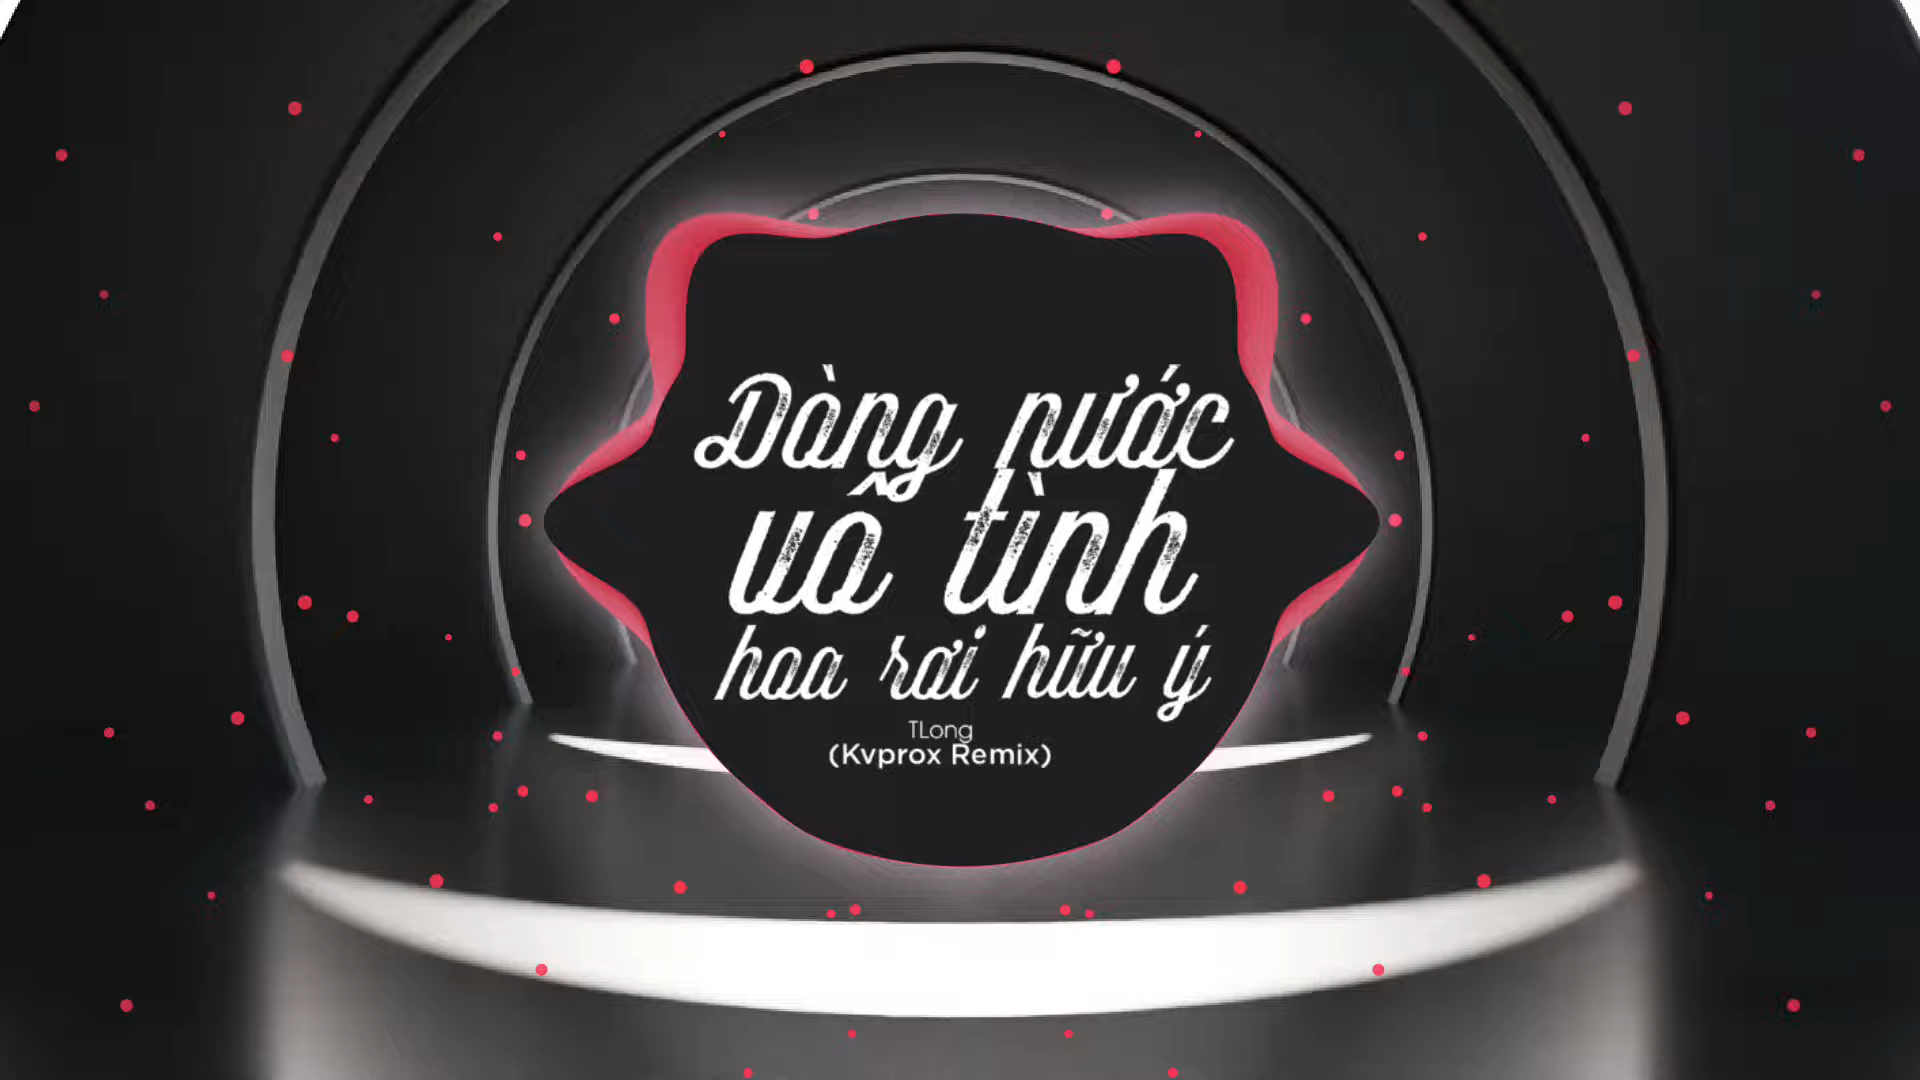 Dòng nước
vô tình
hoa rơi hữu ý
TLong
(Kvprox Remix)